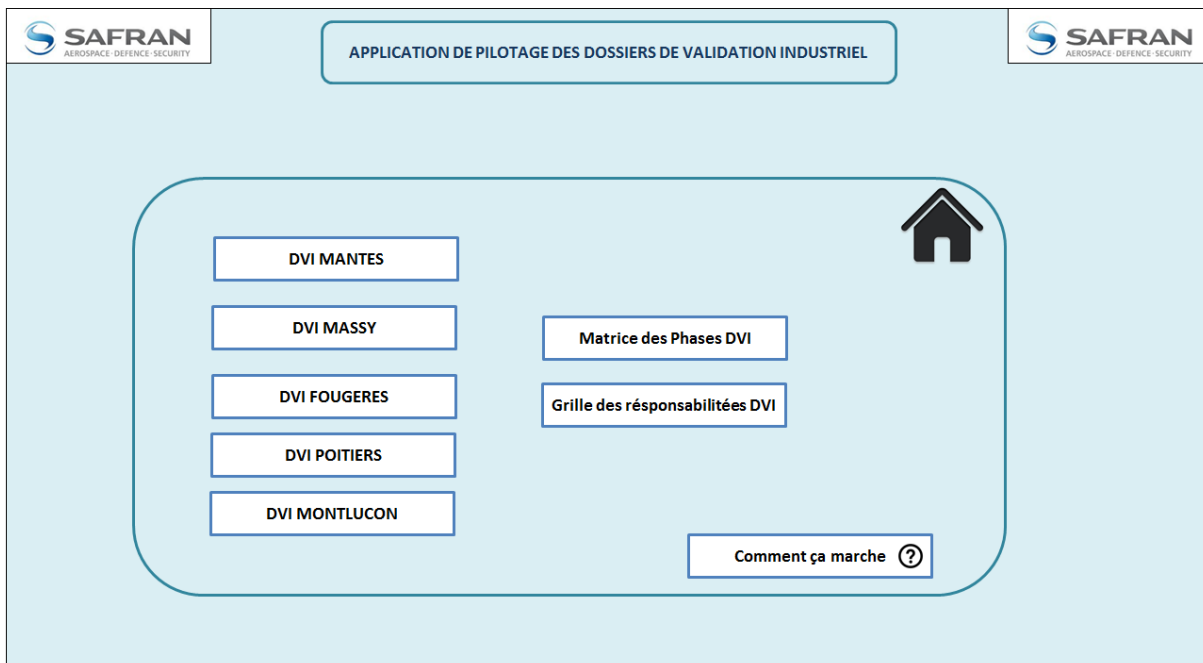 SAFRAN
AEROSPACE·DEFENCE·SECURITY
APPLICATION DE PILOTAGE DES DOSSIERS DE VALIDATION INDUSTRIEL
SAFRAN
AEROSPACE·DEFENCE·SECURITY
DVI MANTES
DVI MASSY
DVI FOUGERES
DVI POITIERS
DVI MONTLUCON
Matrice des Phases DVI
Grille des résponsabilitées DVI
Comment ça marche ?